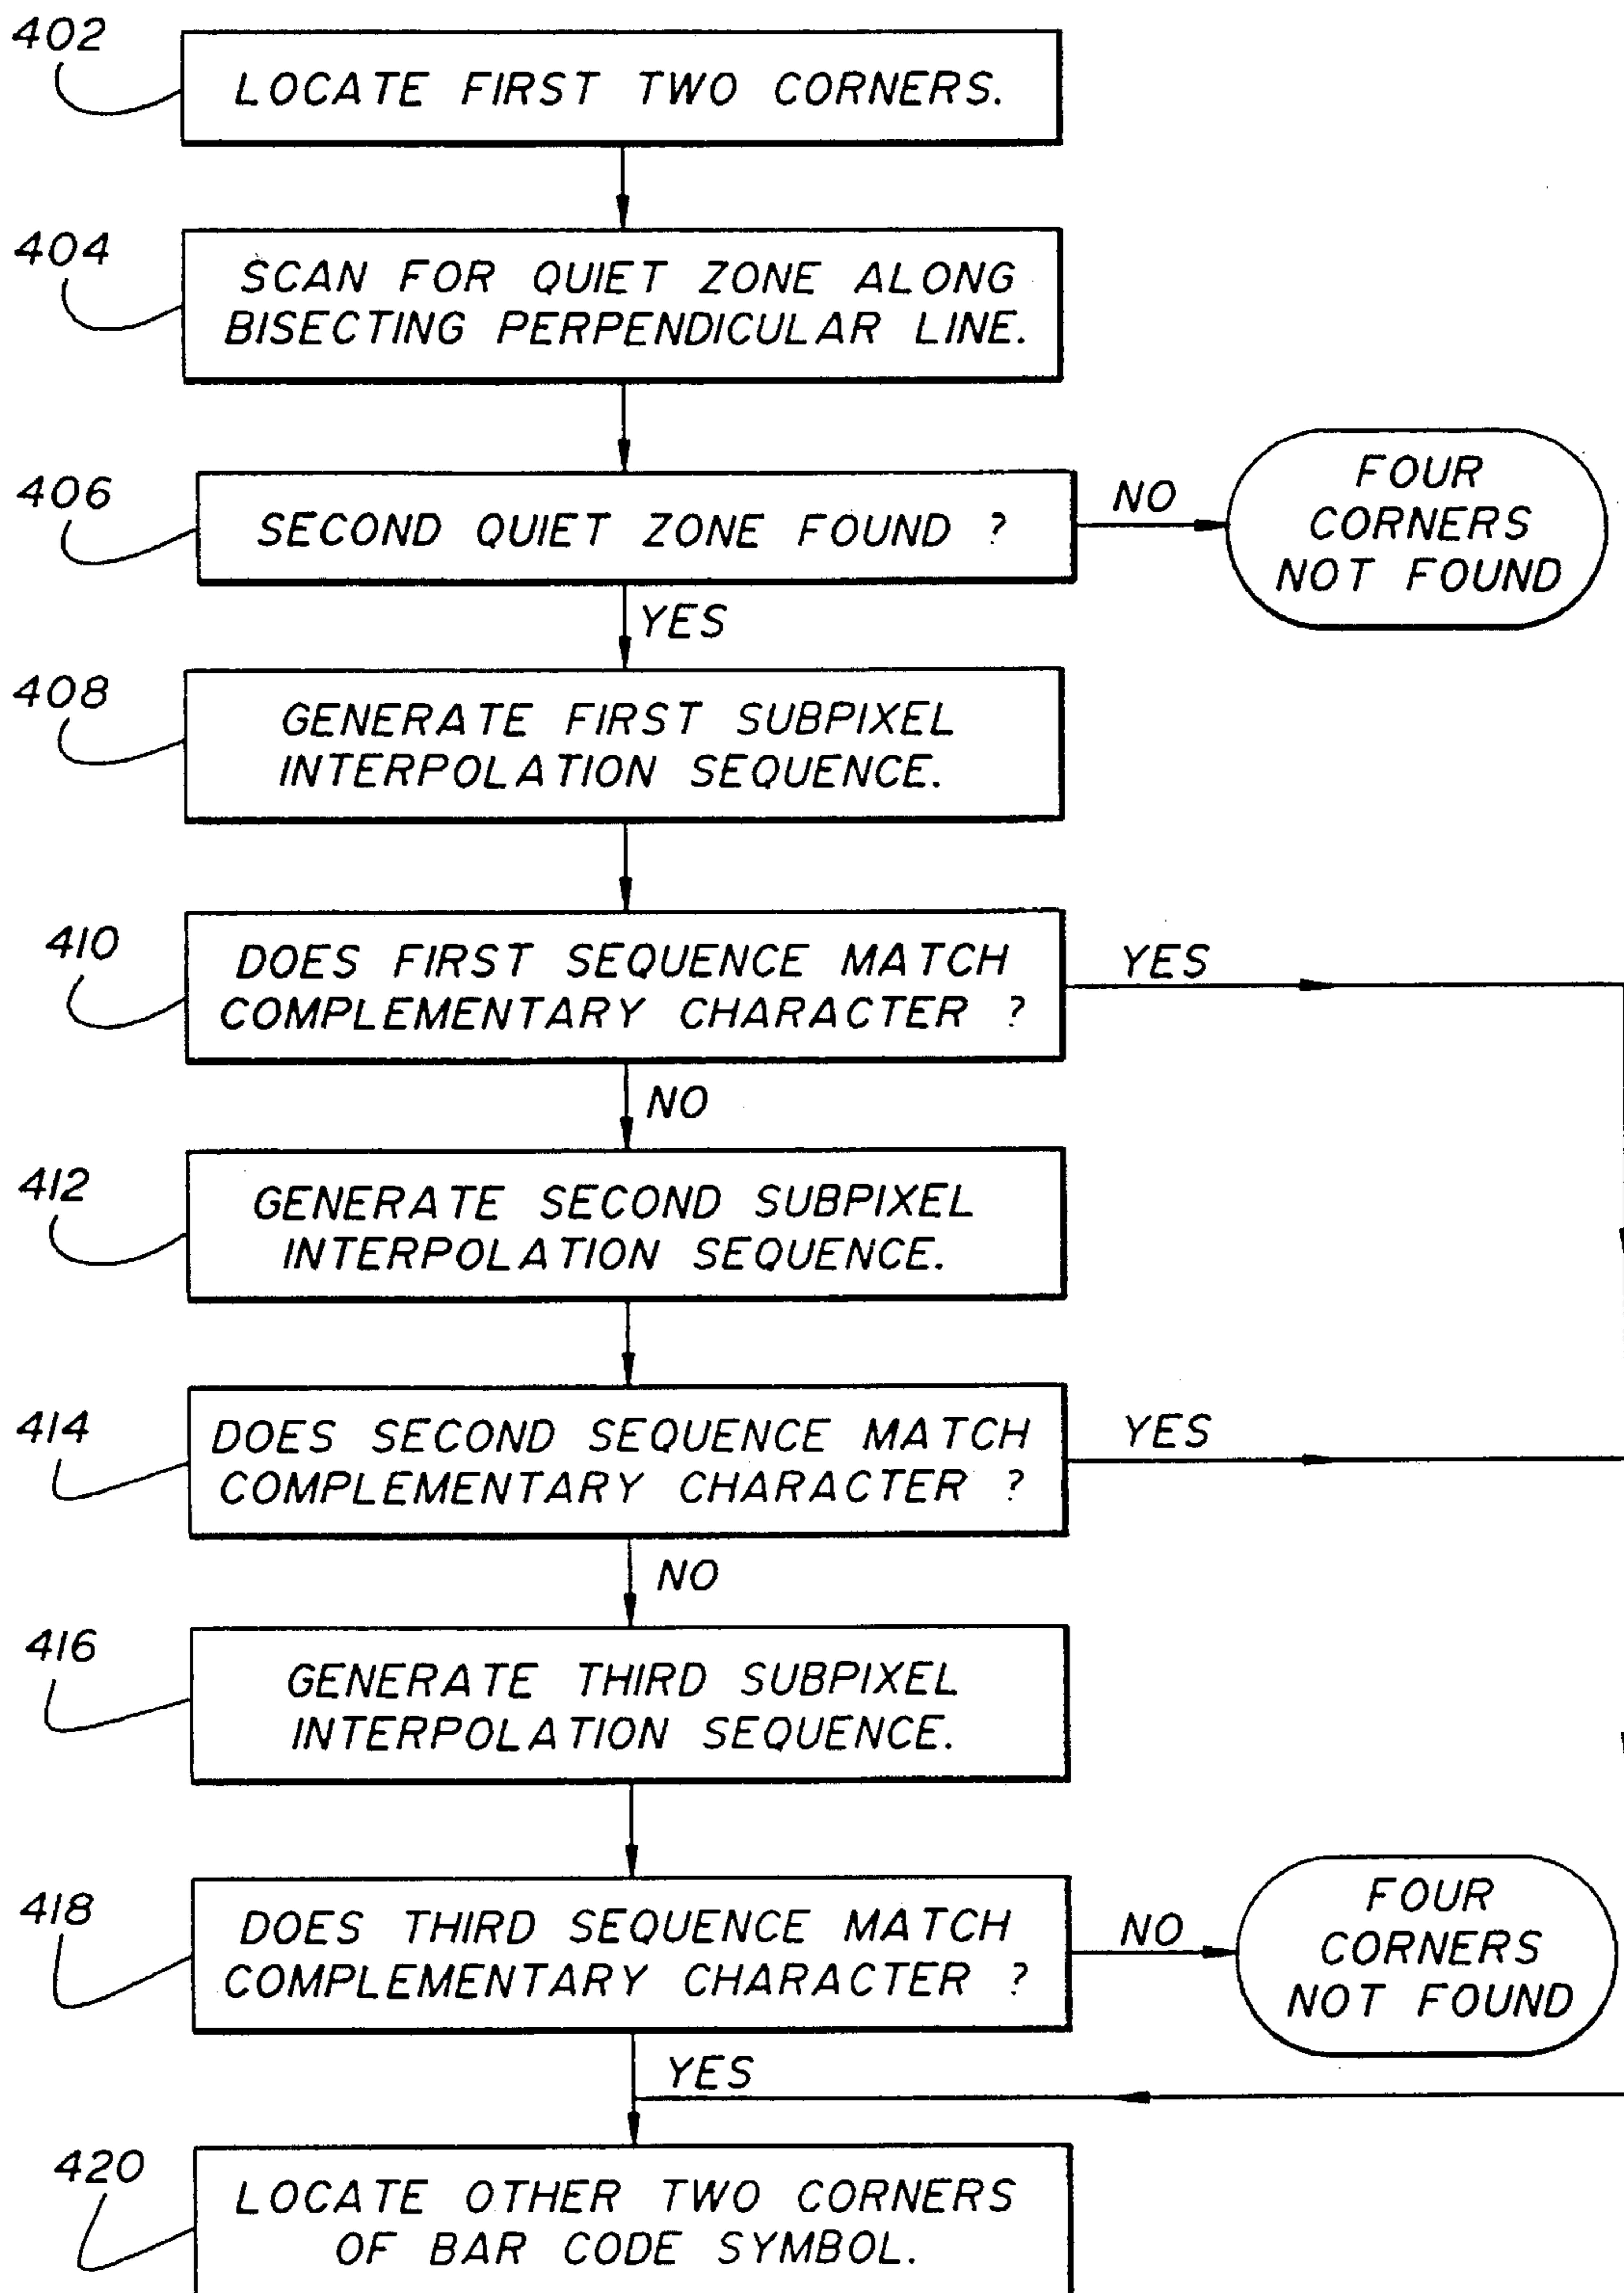 402
LOCATE FIRST TWO CORNERS.
404
SCAN FOR QUIET ZONE ALONG
BISECTING PERPENDICULAR LINE.
406
SECOND QUIET ZONE FOUND ?
NO
FOUR
CORNERS
NOT FOUND
YES
408
GENERATE FIRST SUBPIXEL
INTERPOLATION SEQUENCE.
410
DOES FIRST SEQUENCE MATCH
COMPLEMENTARY CHARACTER ?
YES
NO
412
GENERATE SECOND SUBPIXEL
INTERPOLATION SEQUENCE.
414
DOES SECOND SEQUENCE MATCH
COMPLEMENTARY CHARACTER ?
YES
NO
416
GENERATE THIRD SUBPIXEL
INTERPOLATION SEQUENCE.
418
DOES THIRD SEQUENCE MATCH
COMPLEMENTARY CHARACTER ?
NO
FOUR
CORNERS
NOT FOUND
YES
420
LOCATE OTHER TWO CORNERS
OF BAR CODE SYMBOL.